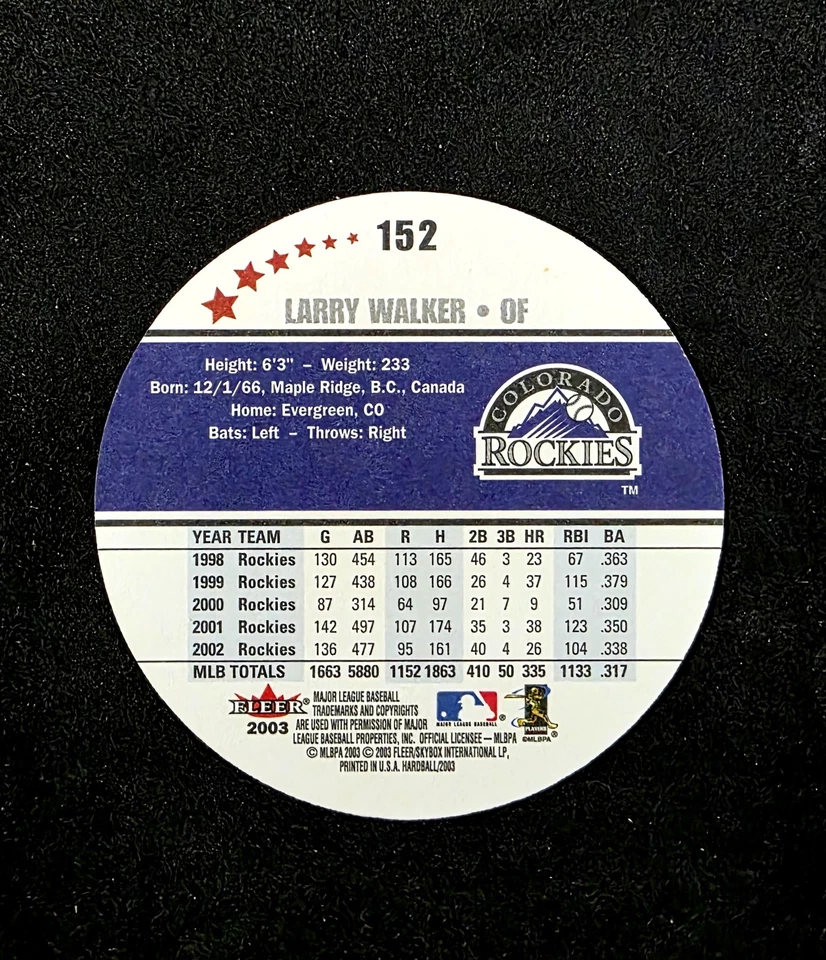 152
LARRY WALKER • OF
Height: 6'3" – Weight: 233
Born: 12/1/66, Maple Ridge, B.C., Canada
Home: Evergreen, CO
Bats: Left – Throws: Right
COLORADO
ROCKIES
TM
YEAR TEAM G AB R H 2B 3B HR RBI BA
1998 Rockies 130 454 113 165 46 3 23 67 .363
1999 Rockies 127 438 108 166 26 4 37 115 .379
2000 Rockies 87 314 64 97 21 7 9 51 .309
2001 Rockies 142 497 107 174 35 3 38 123 .350
2002 Rockies 136 477 95 161 40 4 26 104 .338
MLB TOTALS 1663 5880 1152 1863 410 50 335 1133 .317
FLEER®
2003
MAJOR LEAGUE BASEBALL
TRADEMARKS AND COPYRIGHTS
ARE USED WITH PERMISSION OF MAJOR
LEAGUE BASEBALL PROPERTIES, INC. OFFICIAL LICENSEE — MLBPA
© MLBPA 2003 © 2003 FLEER/SKYBOX INTERNATIONAL LP,
PRINTED IN U.S.A. HARDBALL/2003
MAJOR LEAGUE BASEBALL ®
PLAYERS
©MLBPA ®